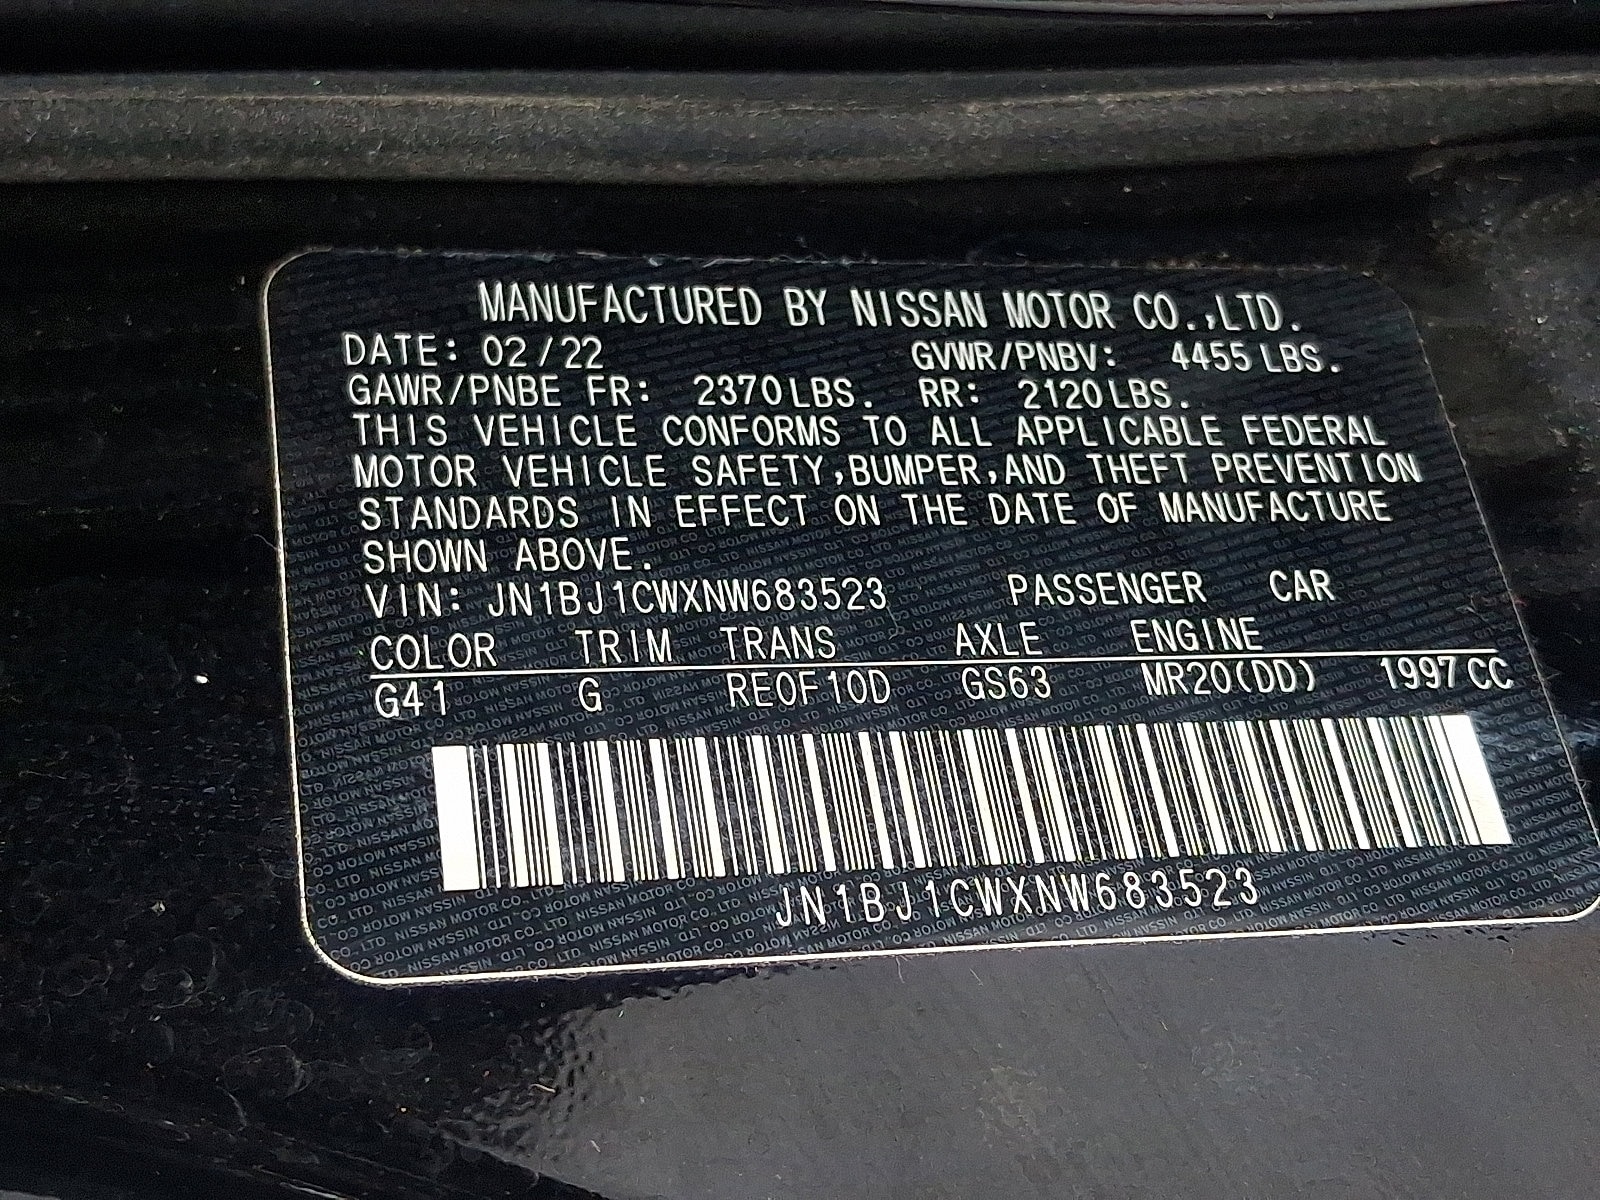 MANUFACTURED BY NISSAN MOTOR CO.,LTD.
DATE: 02/22 GVWR/PNBV: 4455 LBS.
GAWR/PNBE FR: 2370 LBS. RR: 2120 LBS.
THIS VEHICLE CONFORMS TO ALL APPLICABLE FEDERAL
MOTOR VEHICLE SAFETY,BUMPER,AND THEFT PREVENTION
STANDARDS IN EFFECT ON THE DATE OF MANUFACTURE
SHOWN ABOVE.
VIN: JN1BJ1CWXNW683523 PASSENGER CAR
COLOR TRIM TRANS AXLE ENGINE
G41 G RE0F10D GS63 MR20(DD) 1997 CC
JN1BJ1CWXNW683523